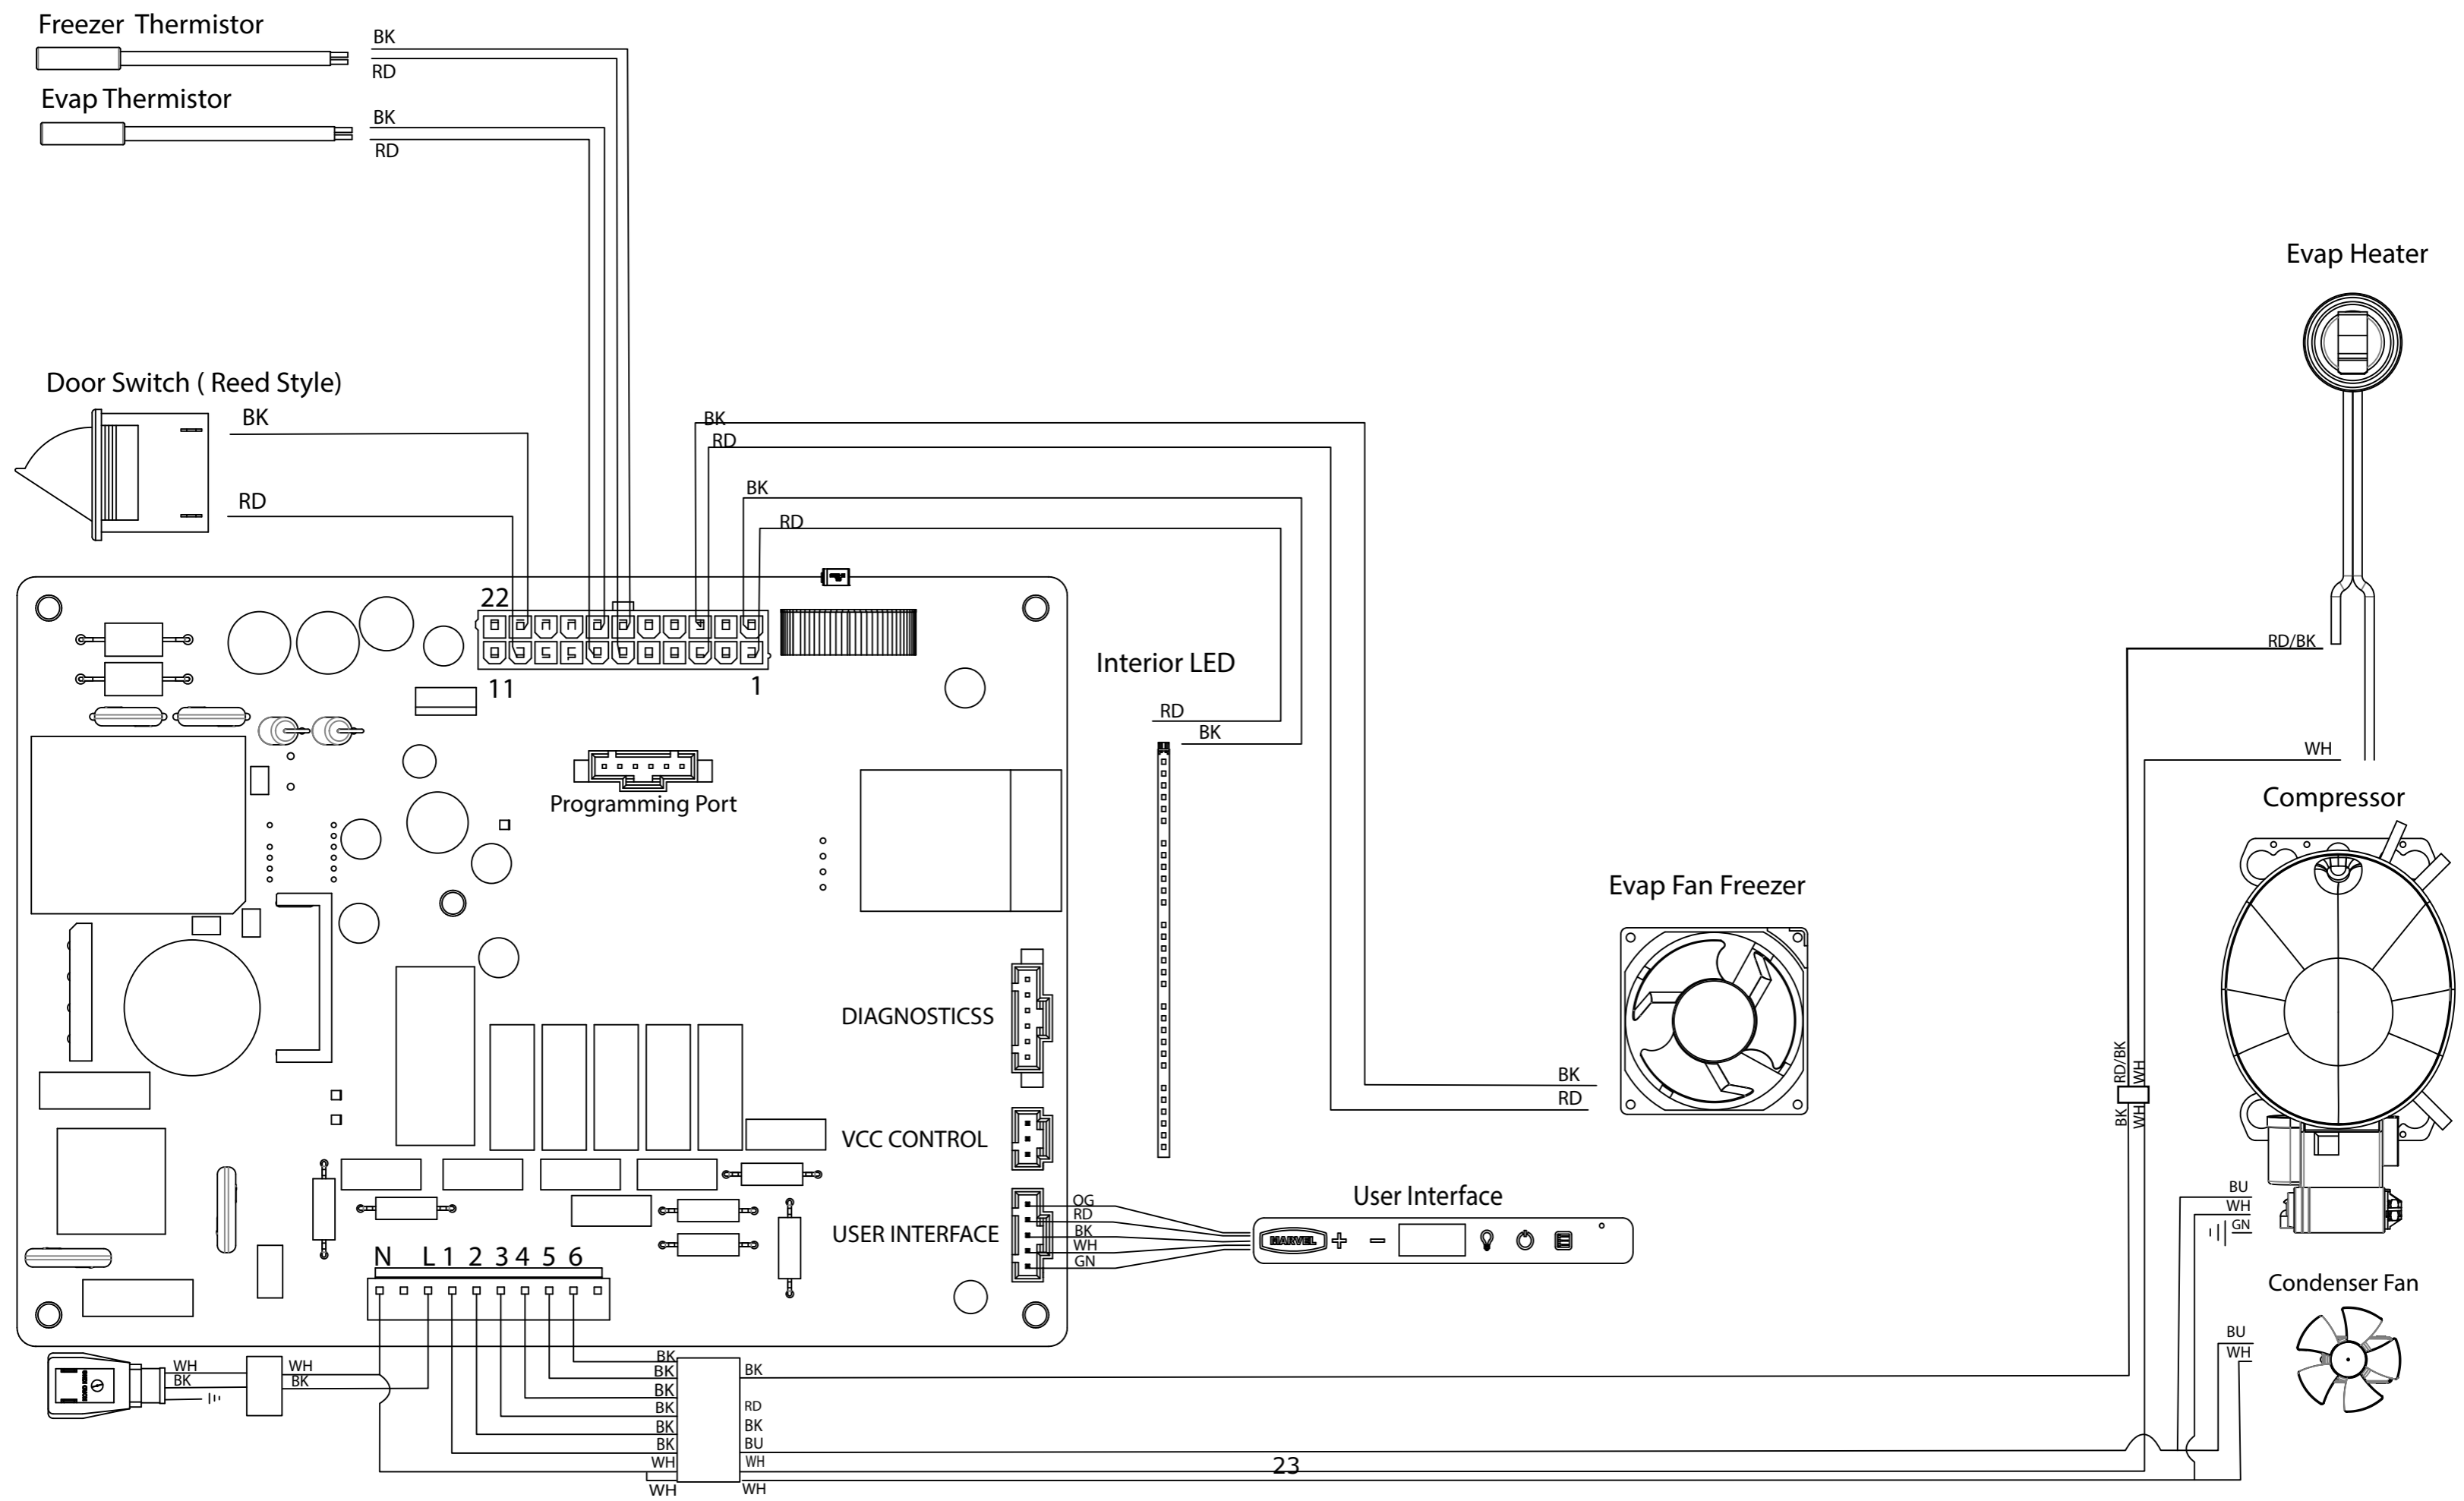 Freezer Thermistor
BK
RD
Evap Thermistor
BK
RD
Evap Heater
Door Switch ( Reed Style)
BK
RD
BK
RD
BK
RD
22
11
1
Interior LED
RD
BK
RD/BK
WH
Programming Port
Compressor
Evap Fan Freezer
DIAGNOSTICSS
BK
RD
RD/BK
WH
BK
WH
VCC CONTROL
USER INTERFACE
OG
RD
BK
WH
GN
User Interface
MARVEL + -
BU
WH
GN
N L 1 2 3 4 5 6
Condenser Fan
BU
WH
WH
BK
WH
BK
BK
BK
BK
BK
BK
BK
WH
WH
BK
RD
BK
BU
WH
WH
23